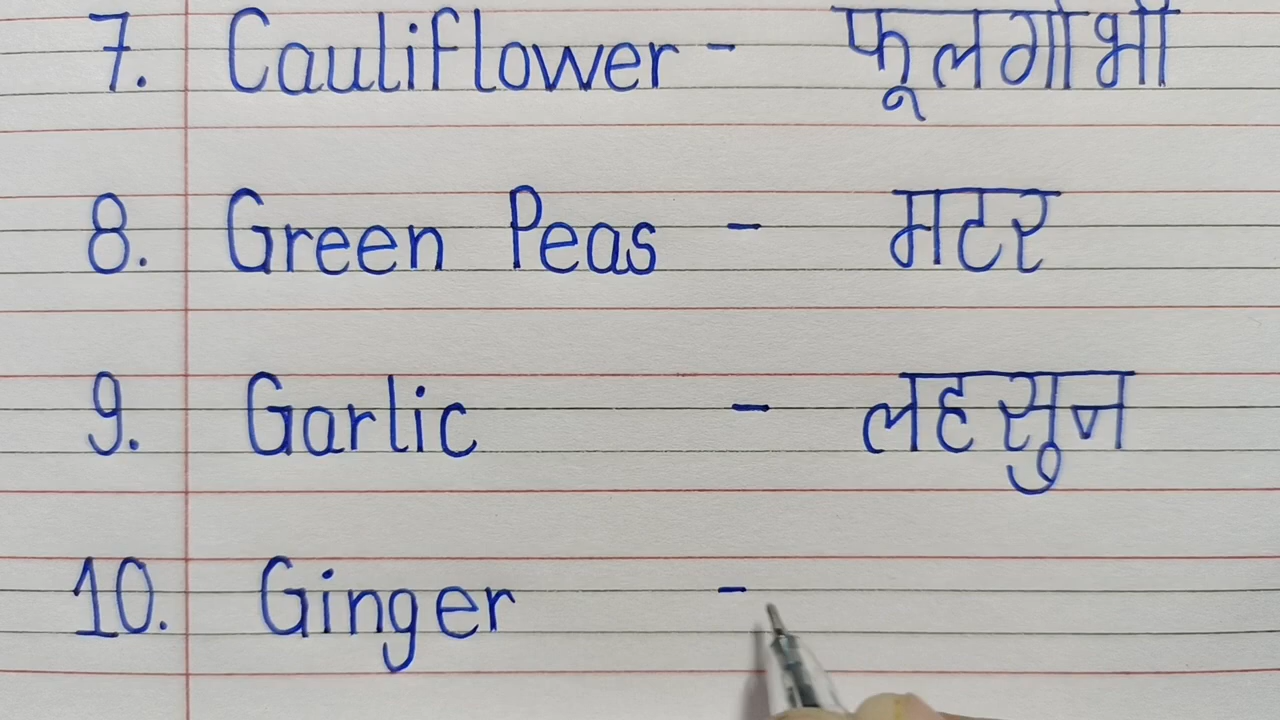 7. Cauliflower - फूलगोभी
8. Green Peas - मटर
9. Garlic - लहसुन
10. Ginger -